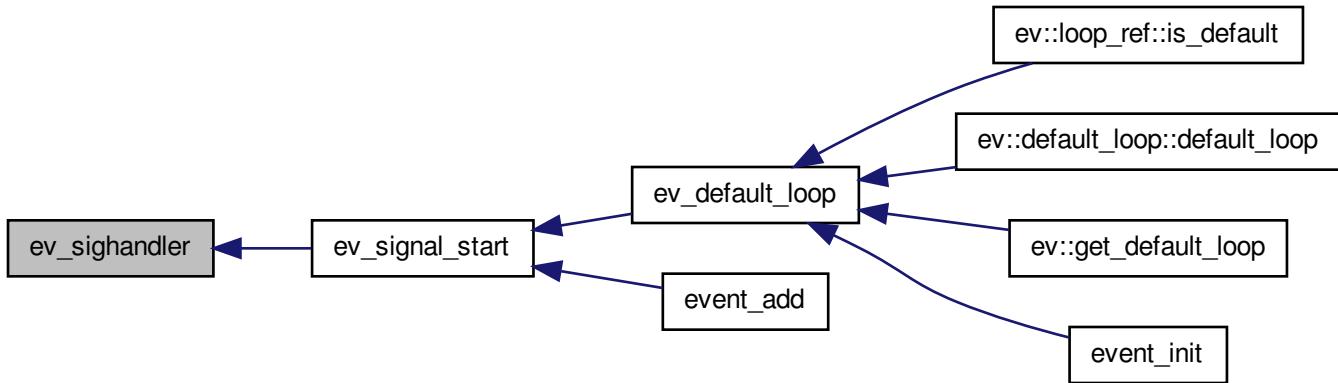 ev::loop_ref::is_default
ev::default_loop::default_loop
ev_default_loop
ev_sighandler
ev_signal_start
ev::get_default_loop
event_add
event_init